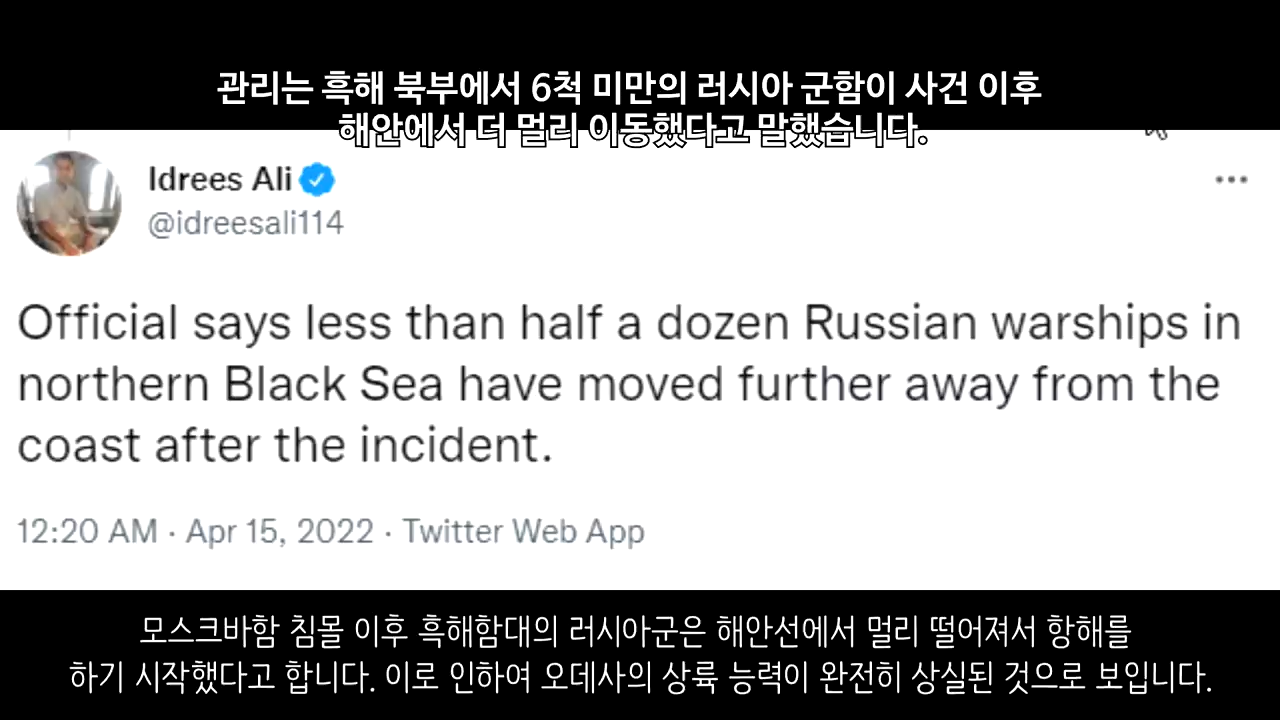 관리는 흑해 북부에서 6척 미만의 러시아 군함이 사건 이후
해안에서 더 멀리 이동했다고 말했습니다.
Idrees Ali
@idreesali114
Official says less than half a dozen Russian warships in
northern Black Sea have moved further away from the
coast after the incident.
12:20 AM · Apr 15, 2022 · Twitter Web App
모스크바함 침몰 이후 흑해함대의 러시아군은 해안선에서 멀리 떨어져서 항해를
하기 시작했다고 합니다. 이로 인하여 오데사의 상륙 능력이 완전히 상실된 것으로 보입니다.